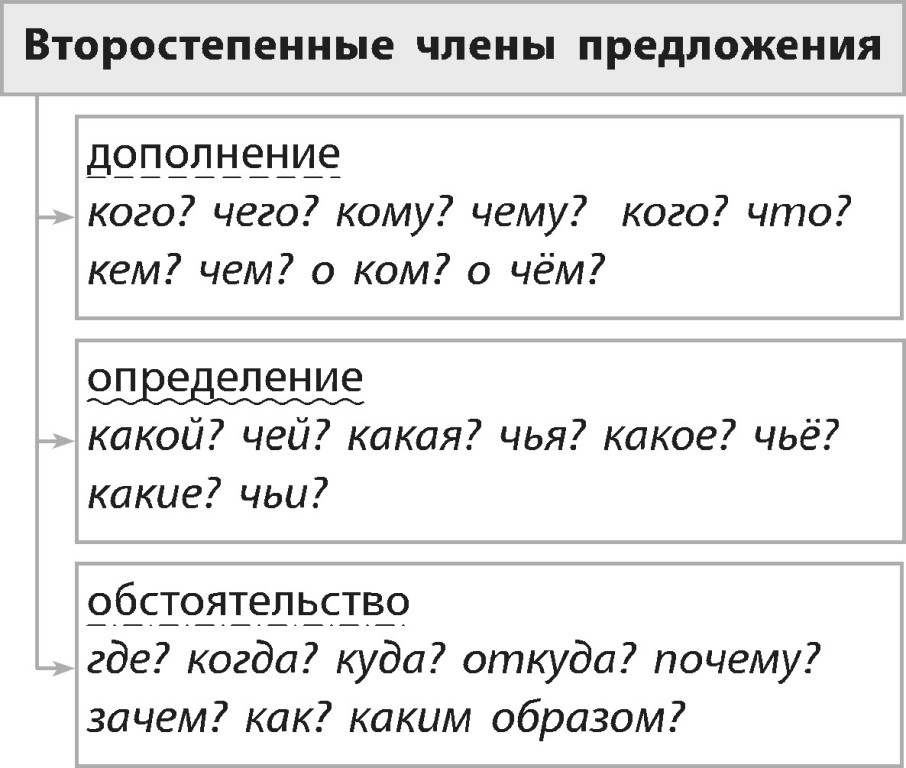 Второстепенные члены предложения
дополнение
кого? чего? кому? чему? кого? что?
кем? чем? о ком? о чём?
определение
какой? чей? какая? чья? какое? чьё?
какие? чьи?
обстоятельство
где? когда? куда? откуда? почему?
зачем? как? каким образом?